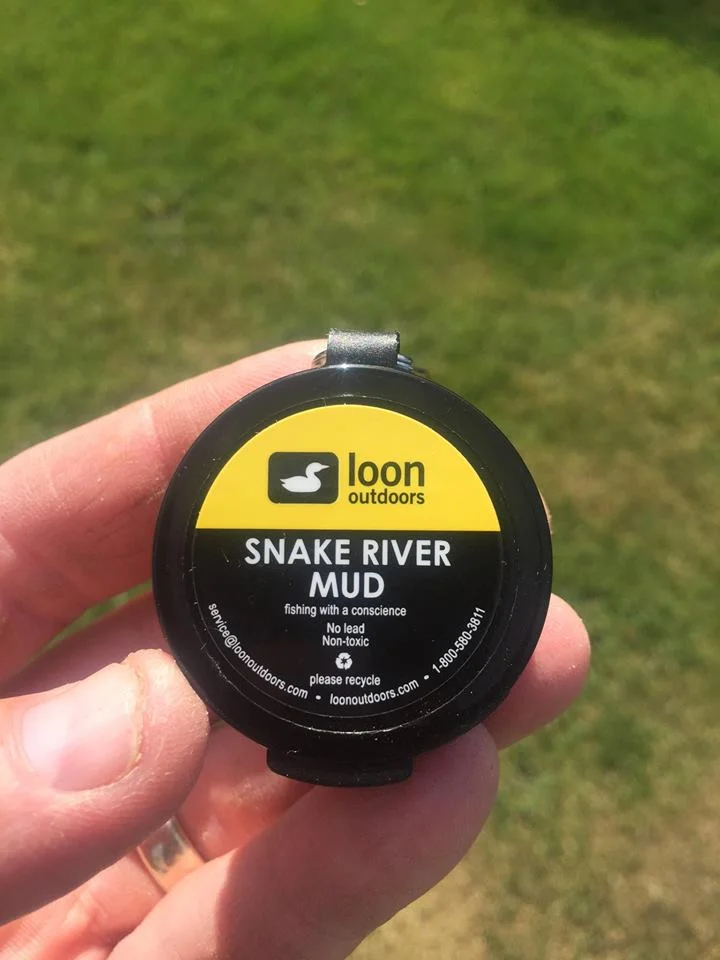 loon
outdoors
SNAKE RIVER
MUD
fishing with a conscience
No lead
Non-toxic
please recycle
service@loonoutdoors.com • loonoutdoors.com • 1-800-580-3811